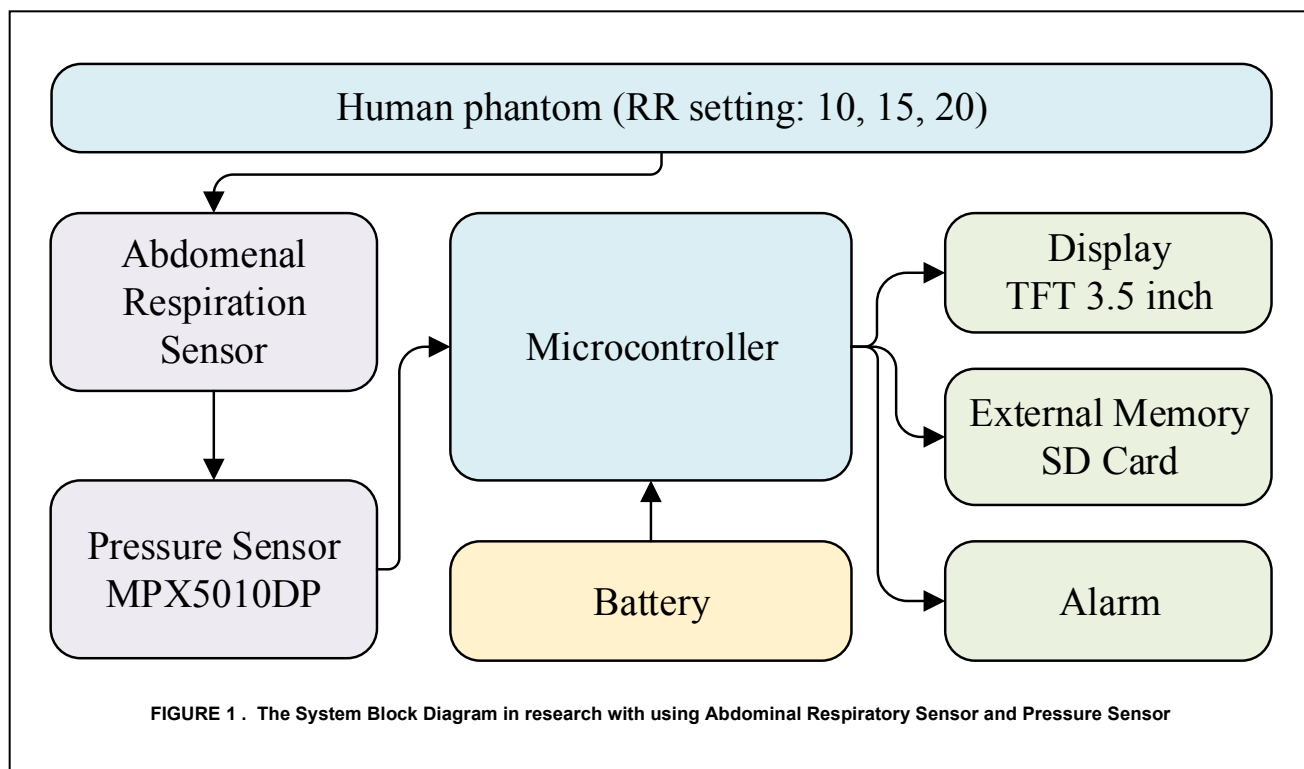 Human phantom (RR setting: 10, 15, 20)
Abdomenal
Respiration
Sensor
Pressure Sensor
MPX5010DP
Microcontroller
Battery
Display
TFT 3.5 inch
External Memory
SD Card
Alarm
FIGURE 1 . The System Block Diagram in research with using Abdominal Respiratory Sensor and Pressure Sensor